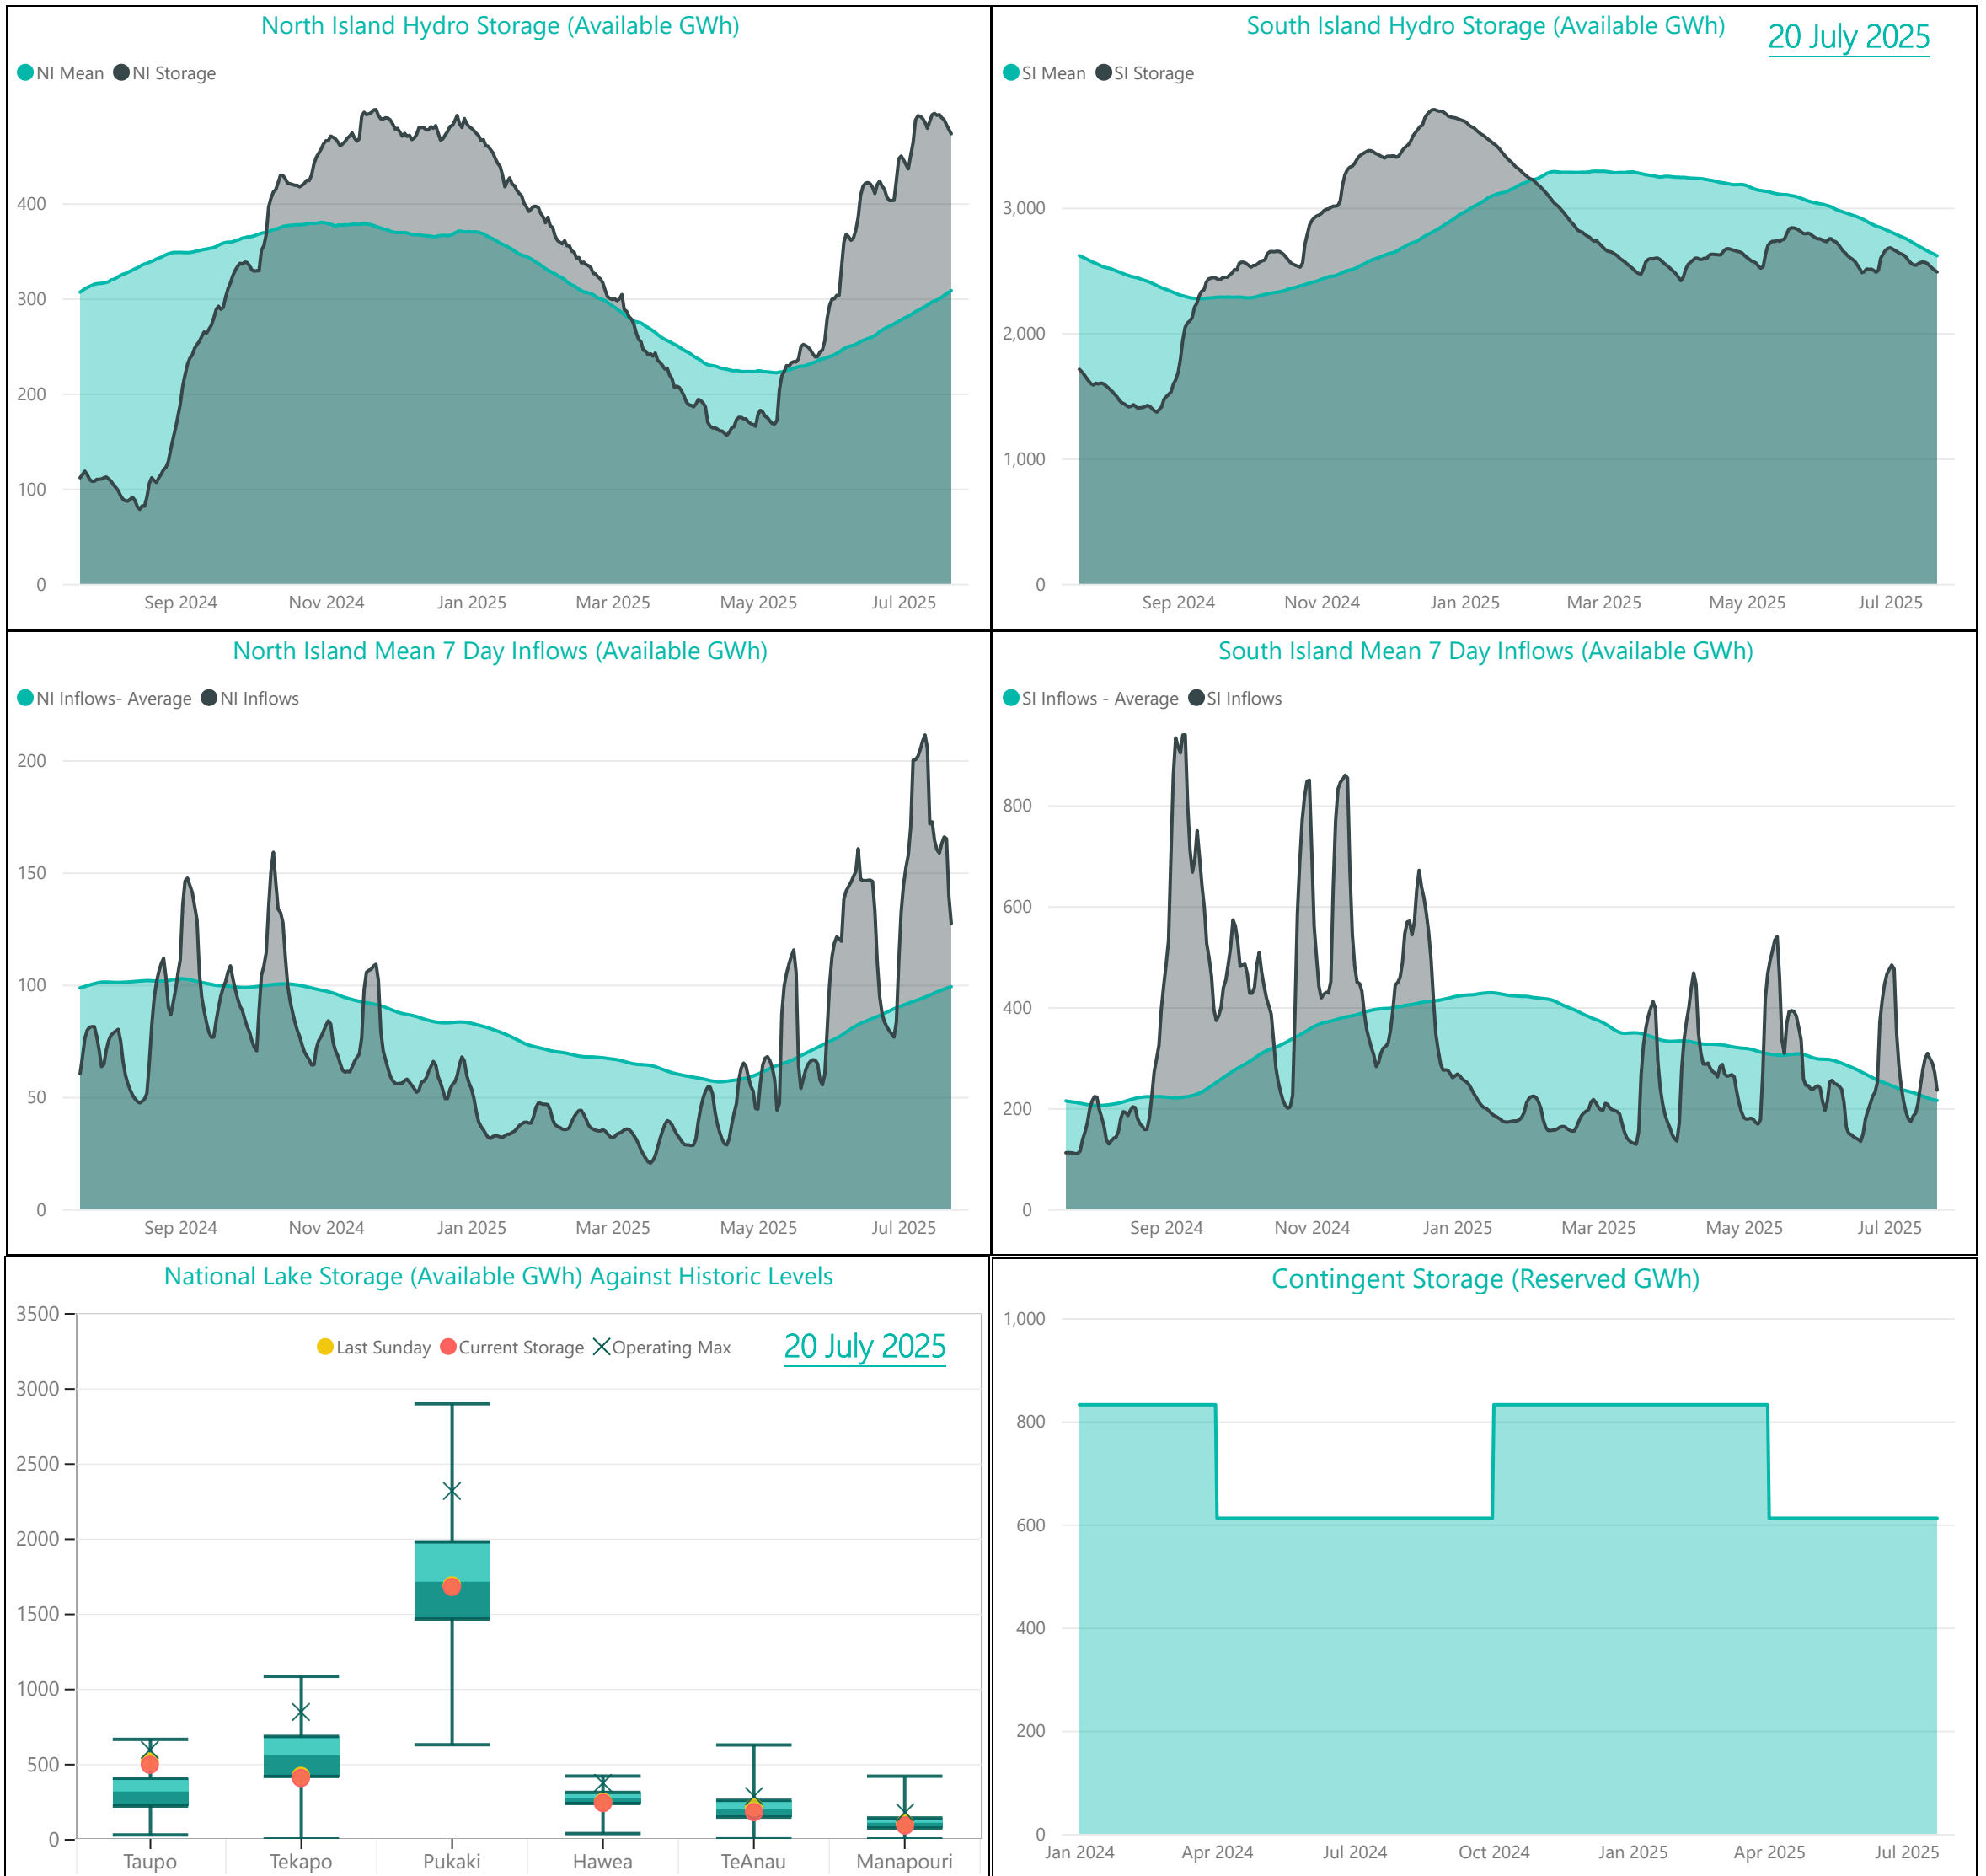 North Island Hydro Storage (Available GWh)
NI Mean NI Storage
400
300
200
100
0
Sep 2024 Nov 2024 Jan 2025 Mar 2025 May 2025 Jul 2025
South Island Hydro Storage (Available GWh)
20 July 2025
SI Mean SI Storage
3,000
2,000
1,000
0
Sep 2024 Nov 2024 Jan 2025 Mar 2025 May 2025 Jul 2025
North Island Mean 7 Day Inflows (Available GWh)
NI Inflows- Average NI Inflows
200
150
100
50
0
Sep 2024 Nov 2024 Jan 2025 Mar 2025 May 2025 Jul 2025
South Island Mean 7 Day Inflows (Available GWh)
SI Inflows - Average SI Inflows
800
600
400
200
0
Sep 2024 Nov 2024 Jan 2025 Mar 2025 May 2025 Jul 2025
National Lake Storage (Available GWh) Against Historic Levels
Last Sunday Current Storage Operating Max
20 July 2025
3500
3000
2500
2000
1500
1000
500
0
Taupo Tekapo Pukaki Hawea TeAnau Manapouri
Contingent Storage (Reserved GWh)
1,000
800
600
400
200
0
Jan 2024 Apr 2024 Jul 2024 Oct 2024 Jan 2025 Apr 2025 Jul 2025